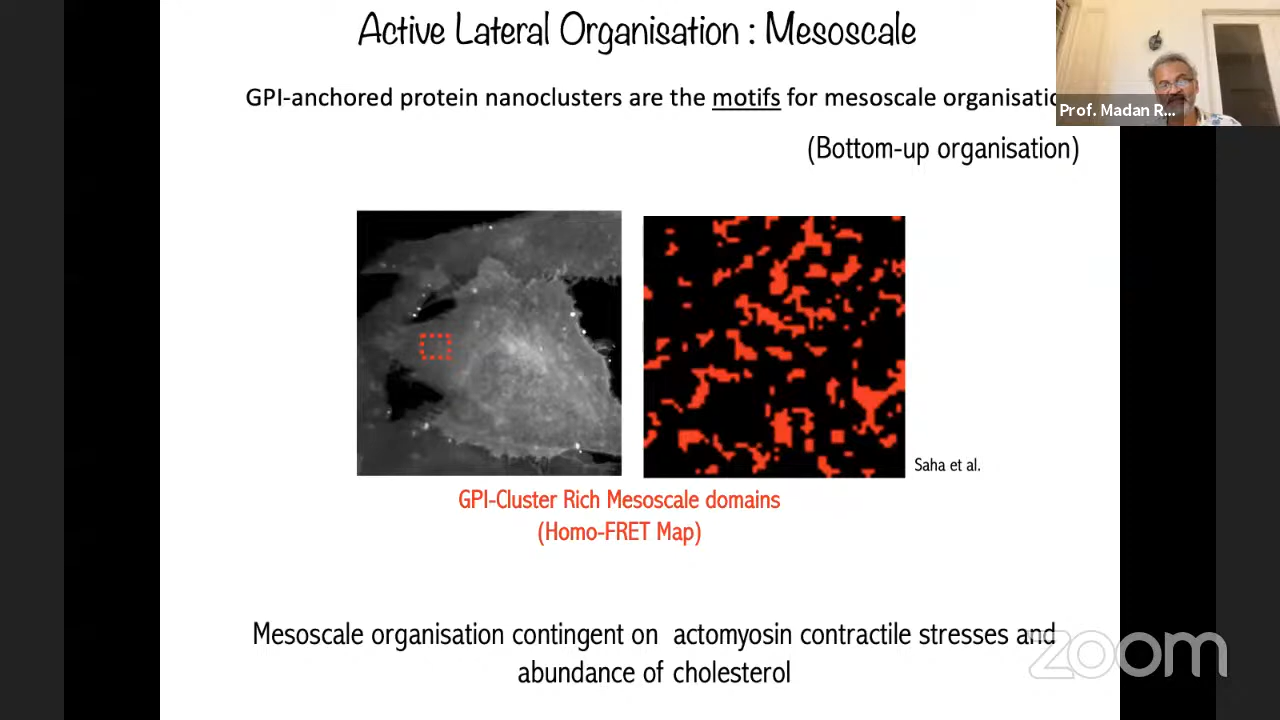 Active Lateral Organisation : Mesoscale
GPI-anchored protein nanoclusters are the motifs for mesoscale organisatio
Prof. Madan R...
(Bottom-up organisation)
Saha et al.
GPI-Cluster Rich Mesoscale domains
(Homo-FRET Map)
Mesoscale organisation contingent on actomyosin contractile stresses and
abundance of cholesterol
zoom